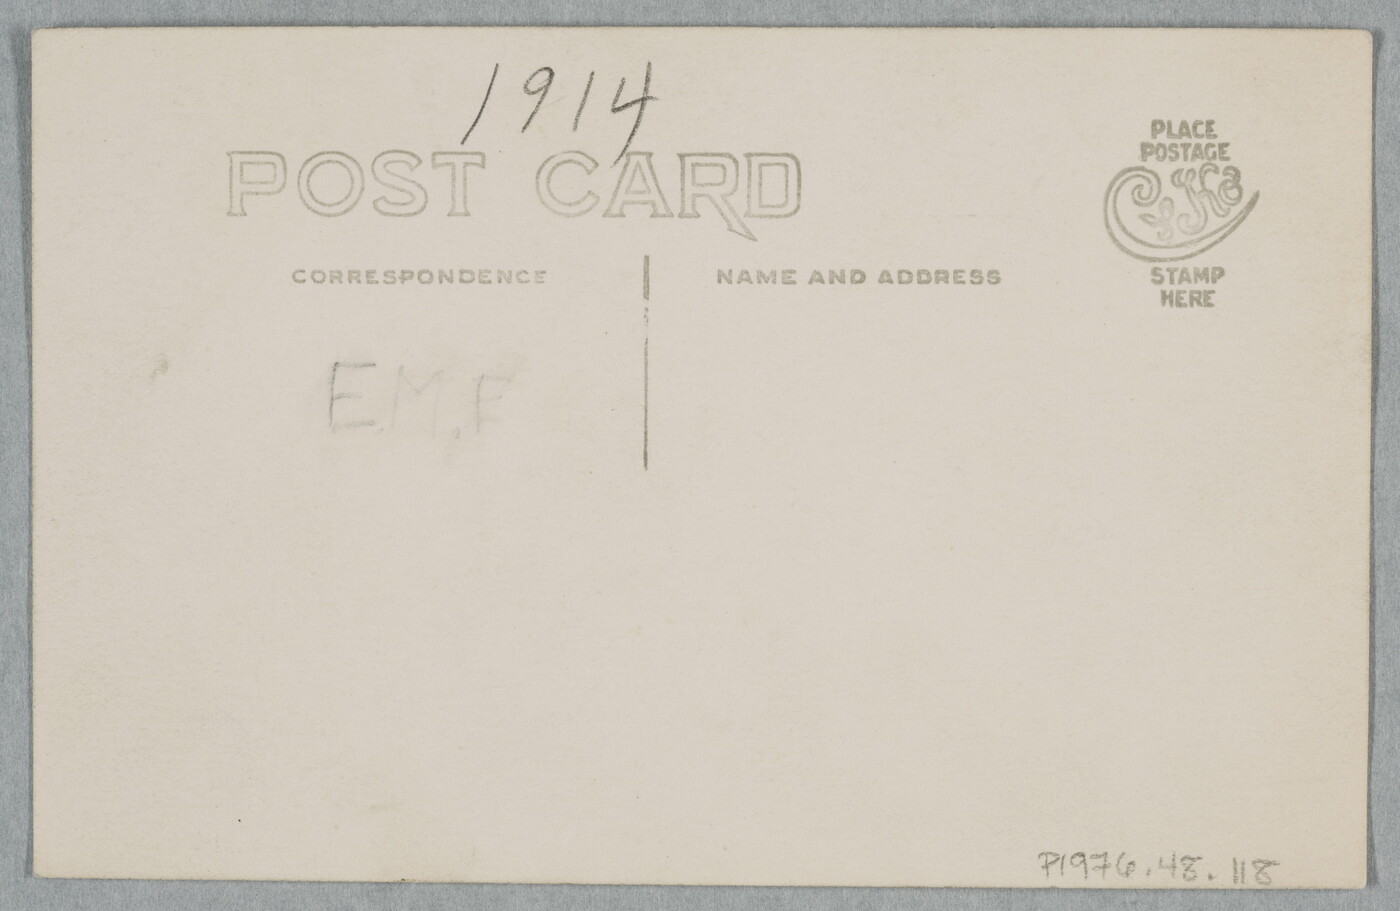 1914
POST CARD
PLACE
POSTAGE
STAMP
HERE
CORRESPONDENCE
NAME AND ADDRESS
E.M.F
P1976.48.118